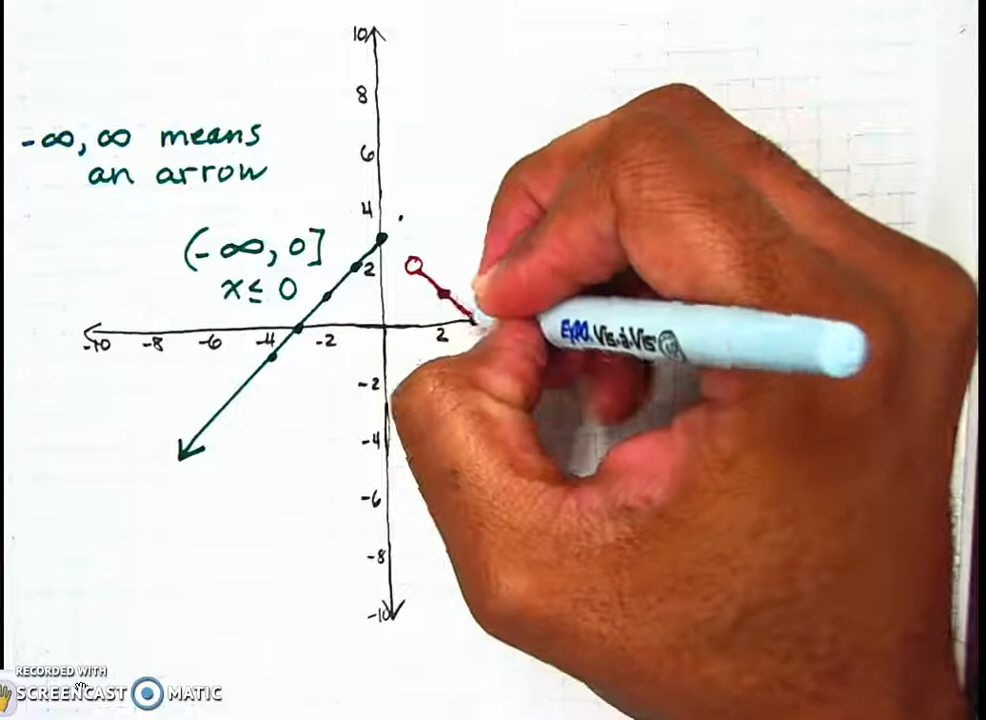 10
8
-∞, ∞ means
6
an arrow
4
(-∞, 0]
2
x ≤ 0
-10 -8 -6 -4 -2 2
-2
-4
-6
-8
-10
EXPO. Vis-à-Vis
RECORDED WITH
SCREENCAST MATIC